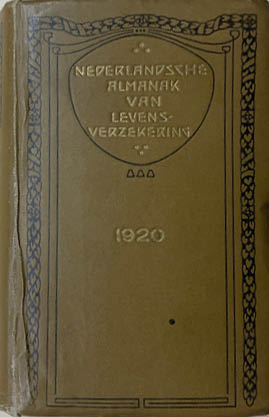 NEDERLANDSCHE
ALMANAK
VAN
LEVENS-
VERZEKERING
1920